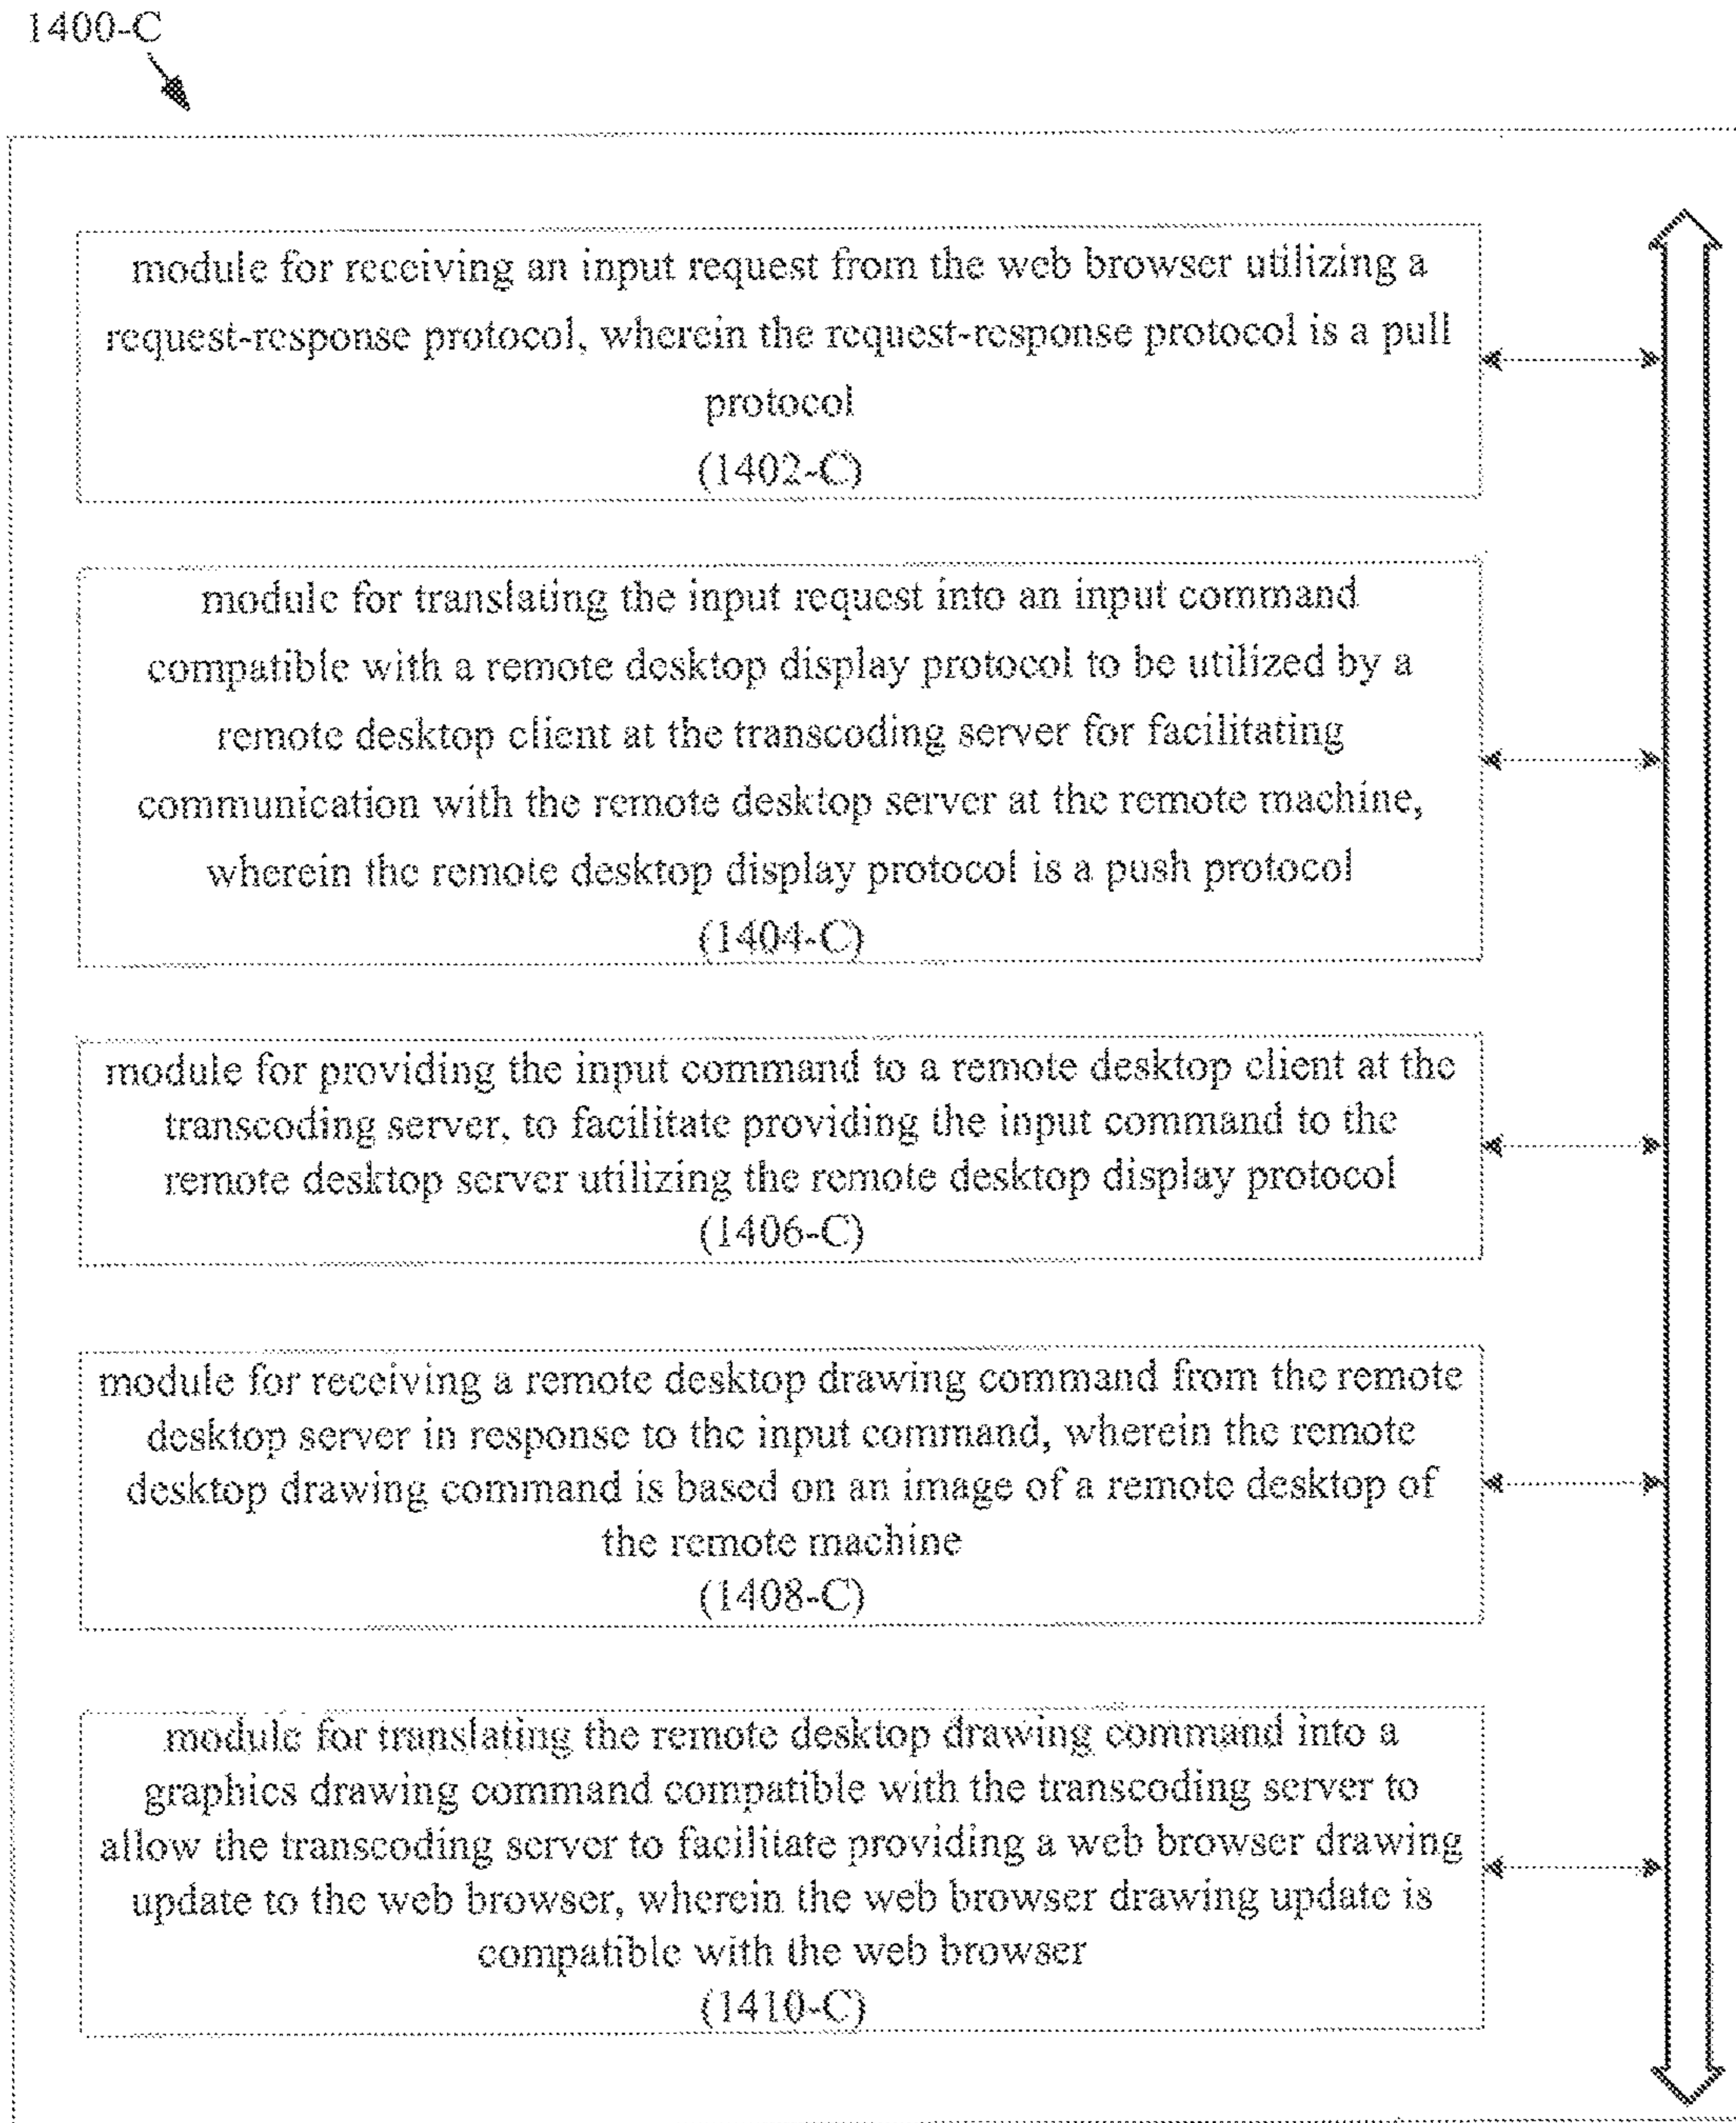 1400-C
module for receiving an input request from the web browser utilizing a
request-response protocol, wherein the request-response protocol is a pull
protocol
(1402-C)
module for translating the input request into an input command
compatible with a remote desktop display protocol to be utilized by a
remote desktop client at the transcoding server for facilitating
communication with the remote desktop server at the remote machine,
wherein the remote desktop display protocol is a push protocol
(1404-C)
module for providing the input command to a remote desktop client at the
transcoding server, to facilitate providing the input command to the
remote desktop server utilizing the remote desktop display protocol
(1406-C)
module for receiving a remote desktop drawing command from the remote
desktop server in response to the input command, wherein the remote
desktop drawing command is based on an image of a remote desktop of
the remote machine
(1408-C)
module for translating the remote desktop drawing command into a
graphics drawing command compatible with the transcoding server to
allow the transcoding server to facilitate providing a web browser drawing
update to the web browser, wherein the web browser drawing update is
compatible with the web browser
(1410-C)